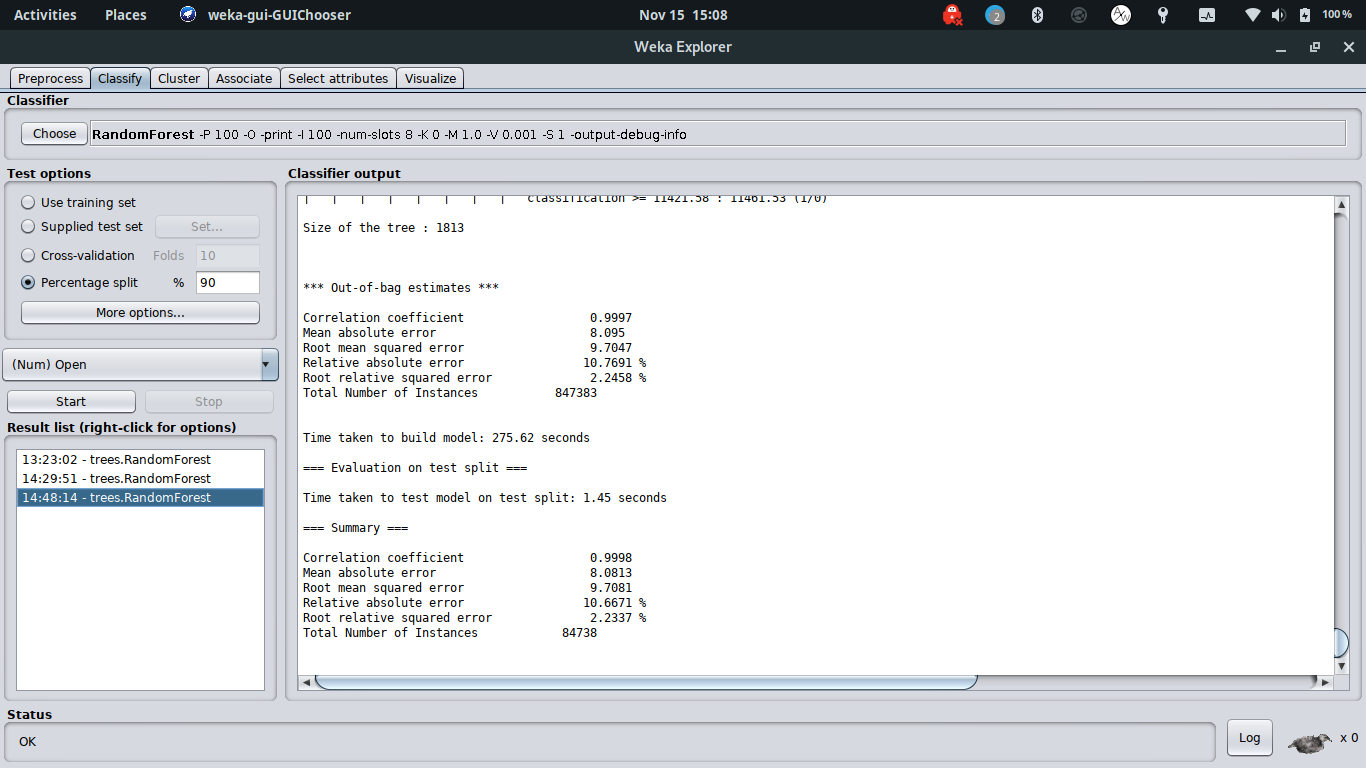 Activities Places weka-gui-GUIChooser Nov 15 15:08 2 A/W 100 %
Weka Explorer
Preprocess Classify Cluster Associate Select attributes Visualize
Classifier
Choose RandomForest -P 100 -O -print -I 100 -num-slots 8 -K 0 -M 1.0 -V 0.001 -S 1 -output-debug-info
Test options
Use training set
Supplied test set Set...
Cross-validation Folds 10
Percentage split % 90
More options...
(Num) Open
Start Stop
Result list (right-click for options)
13:23:02 - trees.RandomForest
14:29:51 - trees.RandomForest
14:48:14 - trees.RandomForest
Classifier output
| | | | | | | | classification >= 11421.58 : 11461.53 (1/0)
Size of the tree : 1813
*** Out-of-bag estimates ***
Correlation coefficient 0.9997
Mean absolute error 8.095
Root mean squared error 9.7047
Relative absolute error 10.7691 %
Root relative squared error 2.2458 %
Total Number of Instances 847383
Time taken to build model: 275.62 seconds
=== Evaluation on test split ===
Time taken to test model on test split: 1.45 seconds
=== Summary ===
Correlation coefficient 0.9998
Mean absolute error 8.0813
Root mean squared error 9.7081
Relative absolute error 10.6671 %
Root relative squared error 2.2337 %
Total Number of Instances 84738
Status
OK
Log x 0